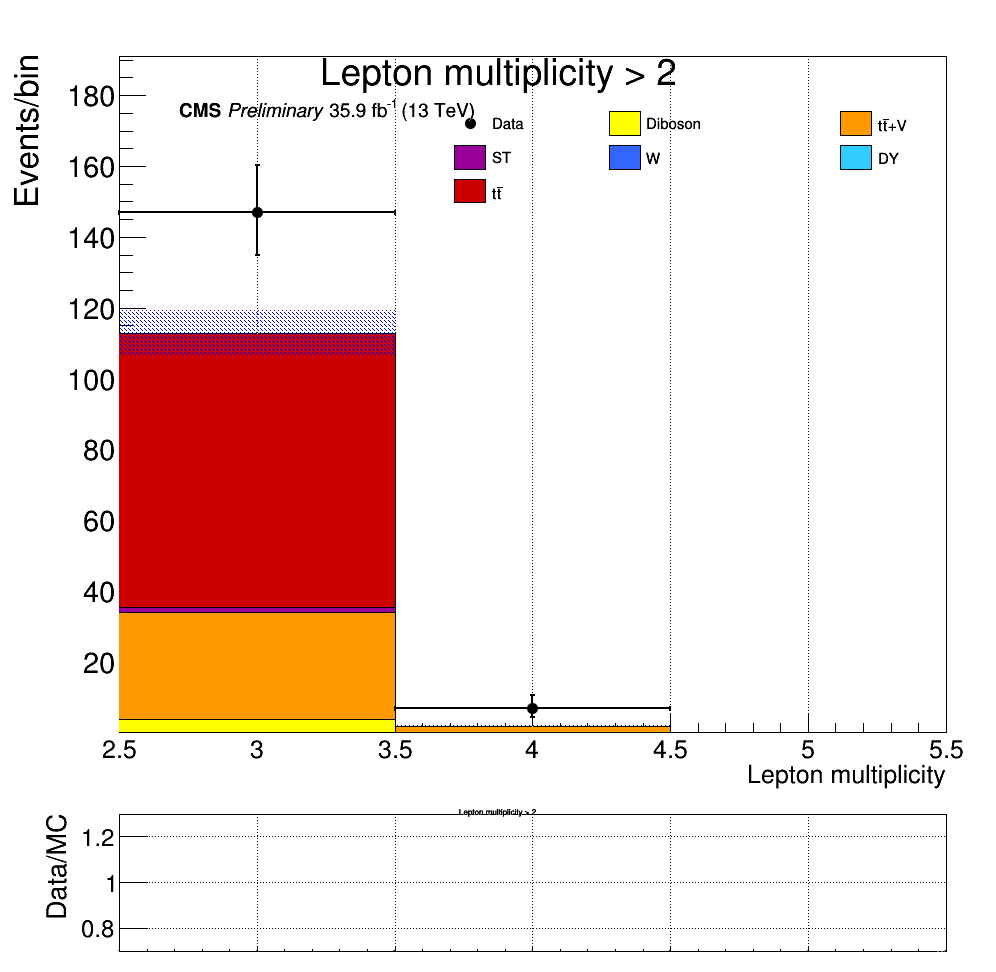 Lepton multiplicity > 2
CMS Preliminary 35.9 fb⁻¹ (13 TeV)
Data
Diboson
tt̄+V
ST
W
DY
tt̄
Events/bin
180
160
140
120
100
80
60
40
20
2.5 3 3.5 4 4.5 5 5.5
Lepton multiplicity
Lepton multiplicity > 2
Data/MC
1.2
1
0.8